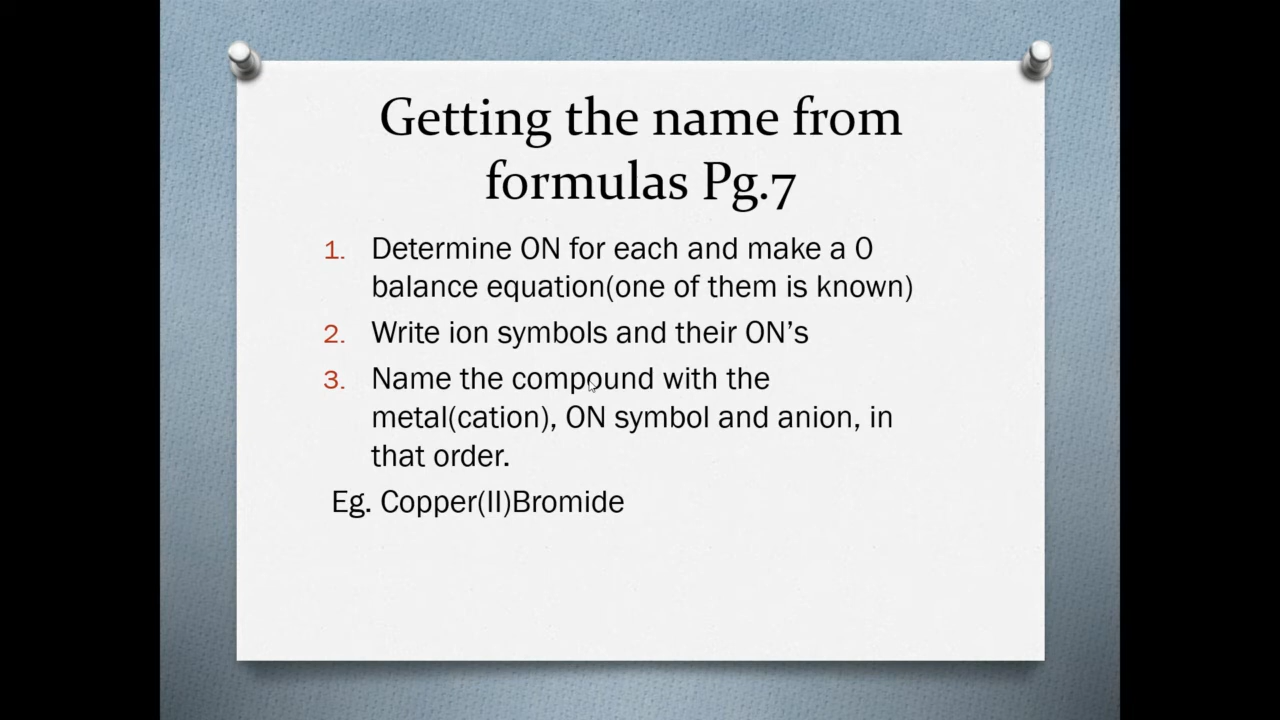 Getting the name from
formulas Pg.7
1. Determine ON for each and make a 0
balance equation(one of them is known)
2. Write ion symbols and their ON’s
3. Name the compound with the
metal(cation), ON symbol and anion, in
that order.
Eg. Copper(II)Bromide